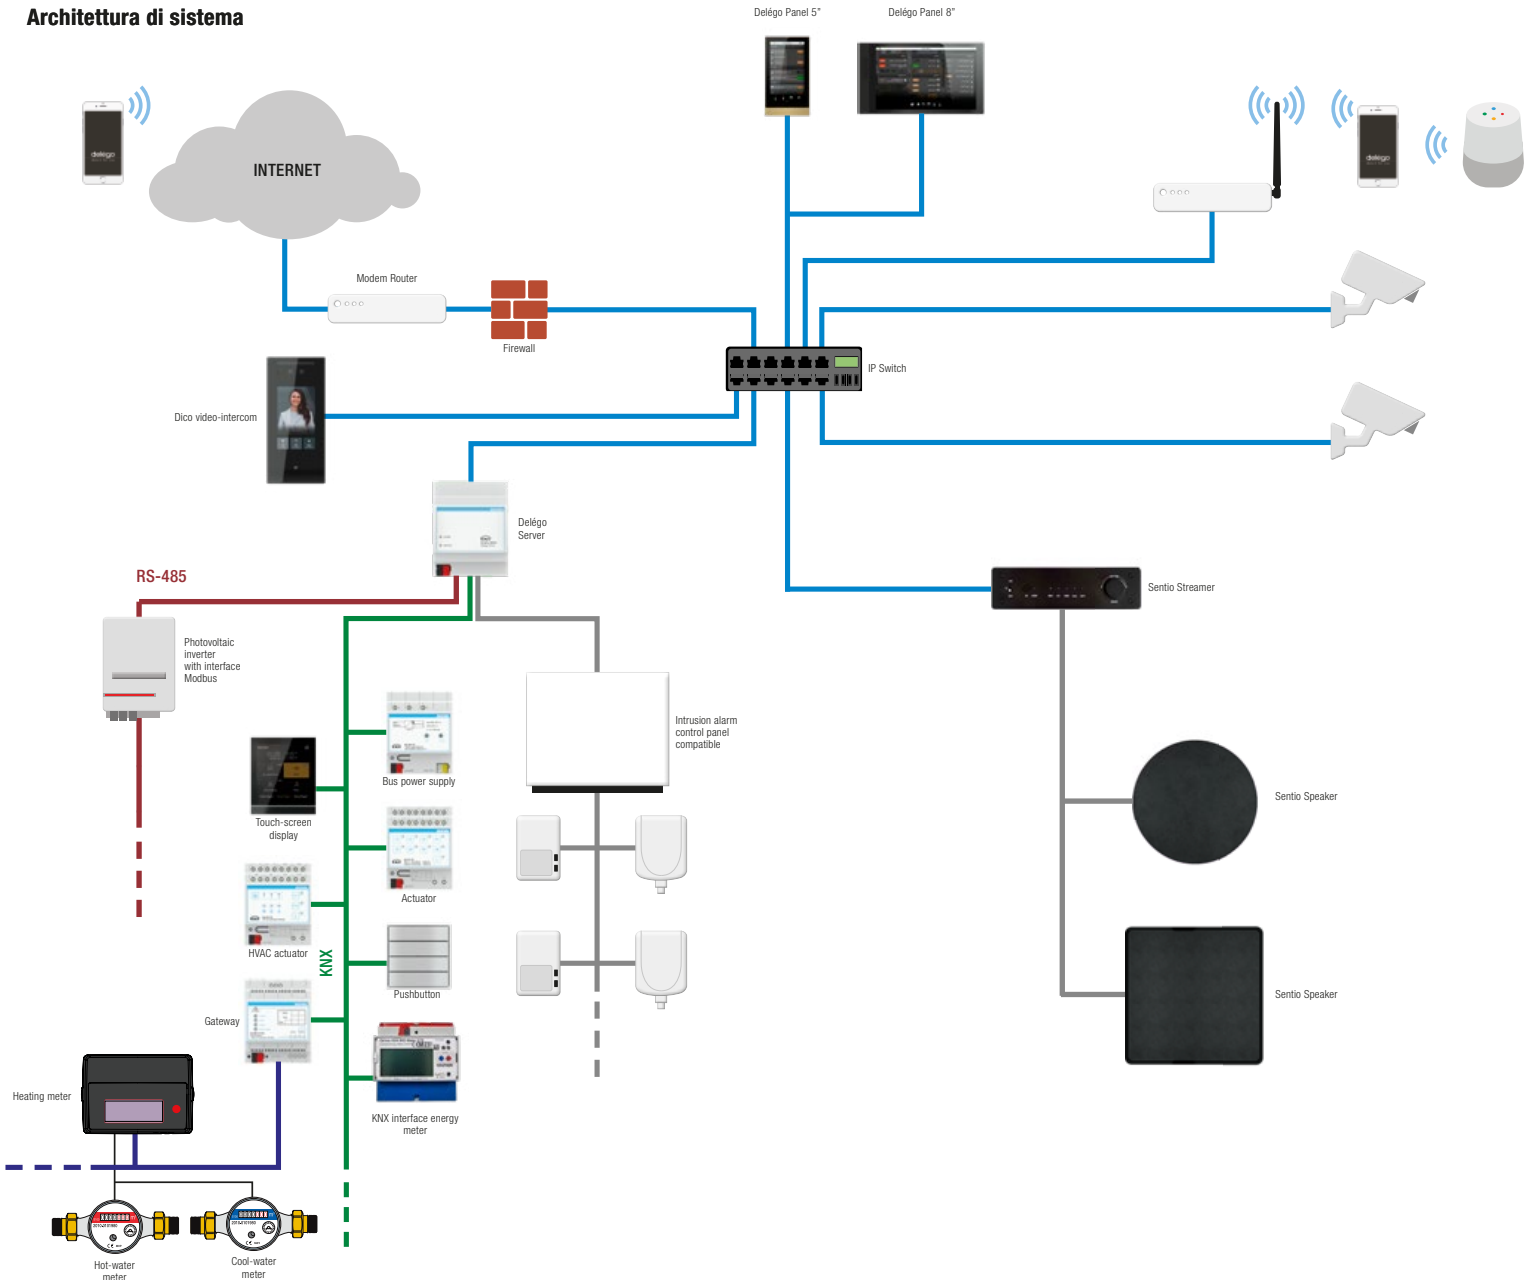 Architettura di sistema
Delégo Panel 5”
Delégo Panel 8”
delego
delego
INTERNET
Modem Router
Firewall
IP Switch
Dico video-intercom
Delégo
Server
RS-485
Sentio Streamer
Photovoltaic
inverter
with interface
Modbus
Intrusion alarm
control panel
compatible
Bus power supply
Touch-screen
display
Sentio Speaker
Actuator
HVAC actuator
KNX
Pushbutton
Sentio Speaker
Gateway
Heating meter
KNX interface energy
meter
Hot-water
meter
Cool-water
meter